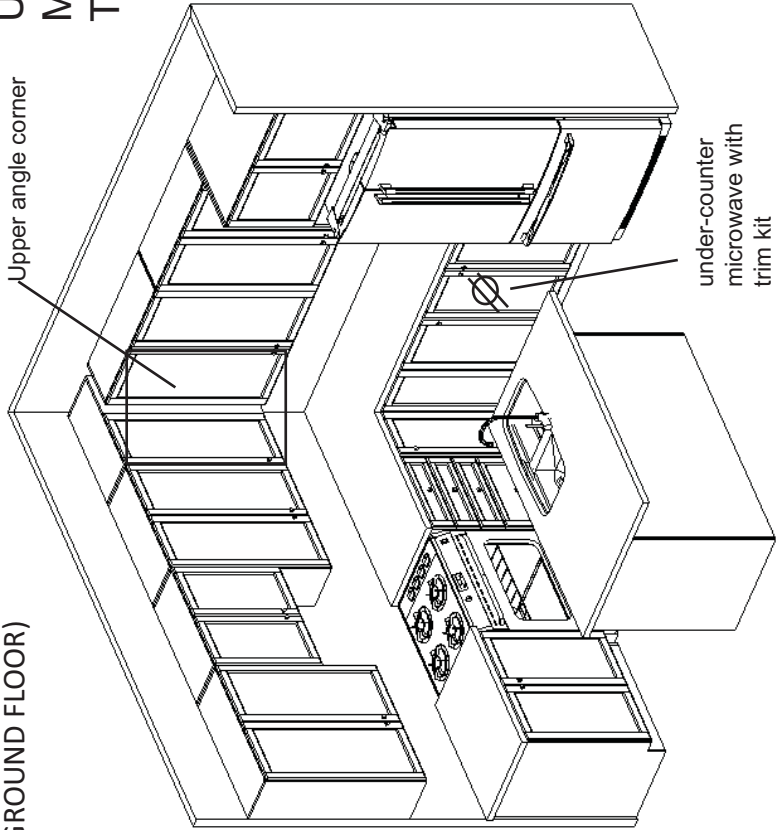 U
M
T
Upper angle corner
GROUND FLOOR)
under-counter
microwave with
trim kit